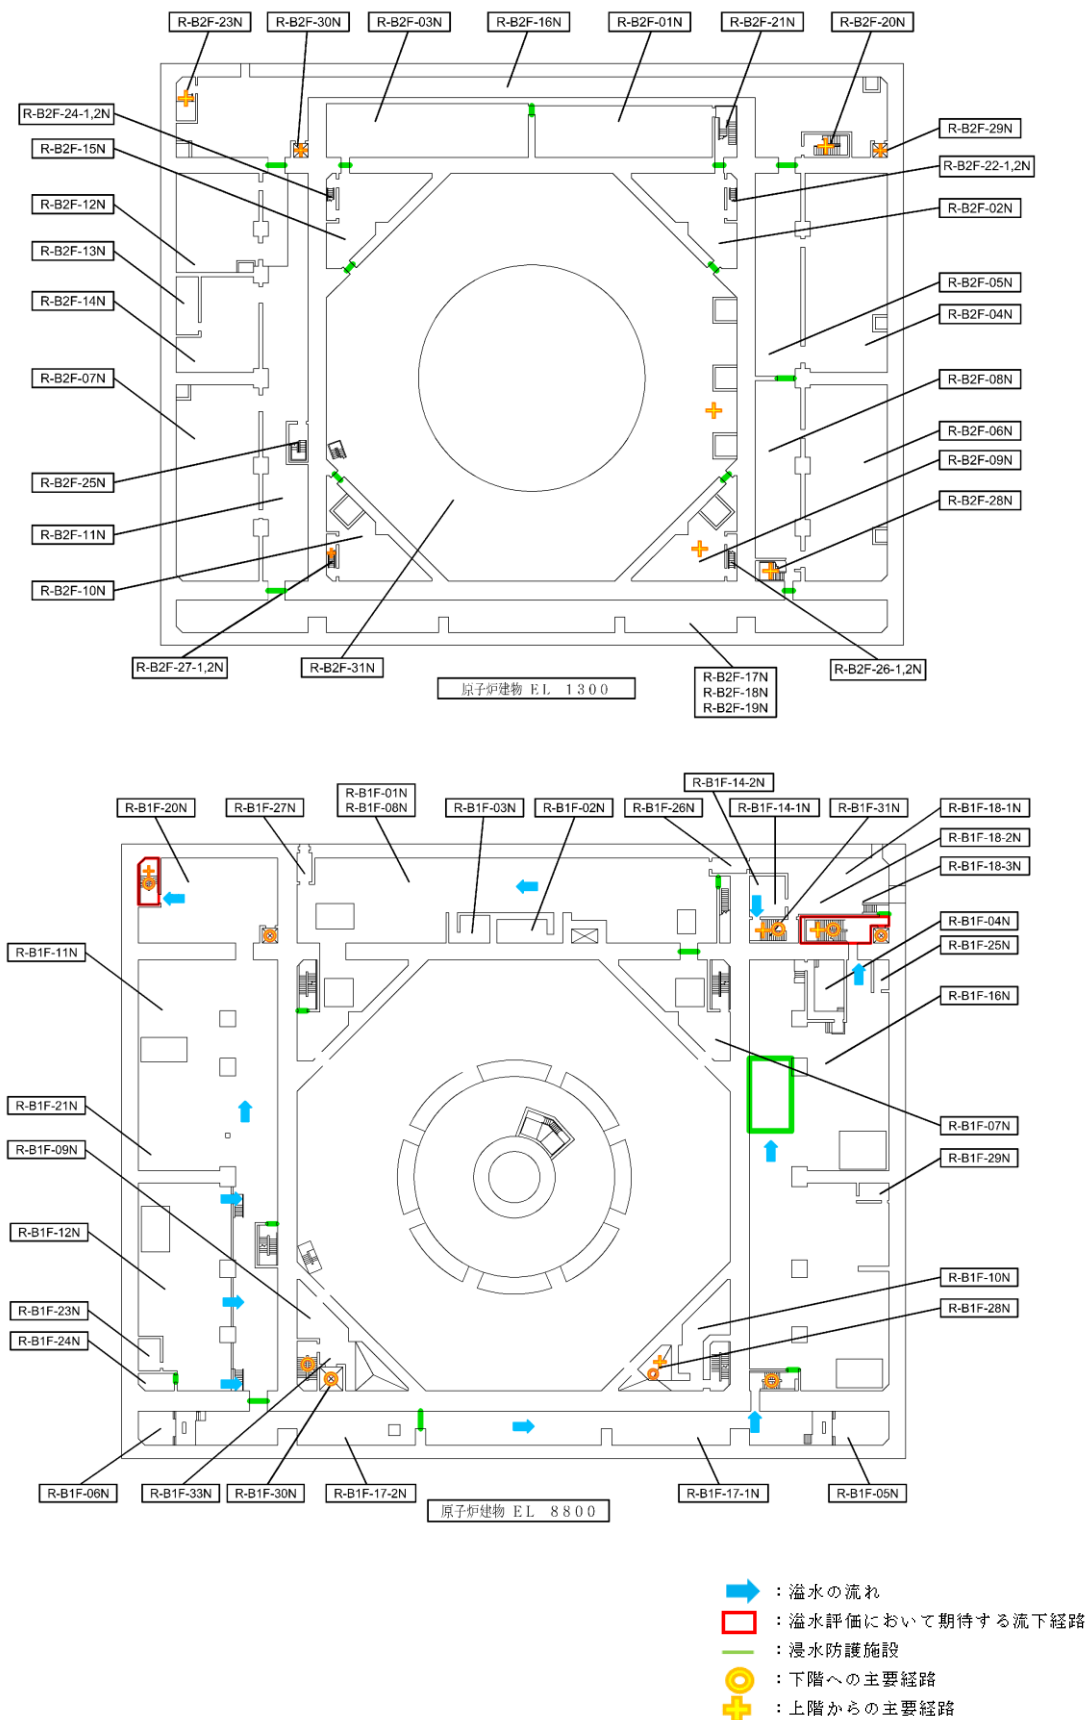 R-B2F-23N
R-B2F-30N
R-B2F-03N
R-B2F-16N
R-B2F-01N
R-B2F-21N
R-B2F-20N
R-B2F-24-1,2N
R-B2F-15N
R-B2F-12N
R-B2F-13N
R-B2F-14N
R-B2F-07N
R-B2F-25N
R-B2F-11N
R-B2F-10N
R-B2F-29N
R-B2F-22-1,2N
R-B2F-02N
R-B2F-05N
R-B2F-04N
R-B2F-08N
R-B2F-06N
R-B2F-09N
R-B2F-28N
R-B2F-27-1,2N
R-B2F-31N
R-B2F-17N
R-B2F-18N
R-B2F-19N
R-B2F-26-1,2N
原子炉建物 EL 1300
R-B1F-20N
R-B1F-27N
R-B1F-01N
R-B1F-08N
R-B1F-03N
R-B1F-02N
R-B1F-26N
R-B1F-14-2N
R-B1F-14-1N
R-B1F-31N
R-B1F-18-1N
R-B1F-18-2N
R-B1F-18-3N
R-B1F-04N
R-B1F-25N
R-B1F-16N
R-B1F-07N
R-B1F-29N
R-B1F-10N
R-B1F-28N
R-B1F-11N
R-B1F-21N
R-B1F-09N
R-B1F-12N
R-B1F-23N
R-B1F-24N
R-B1F-06N
R-B1F-33N
R-B1F-30N
R-B1F-17-2N
R-B1F-17-1N
R-B1F-05N
原子炉建物 EL 8800
：溢水の流れ
：溢水評価において期待する流下経路
：浸水防護施設
：下階への主要経路
：上階からの主要経路